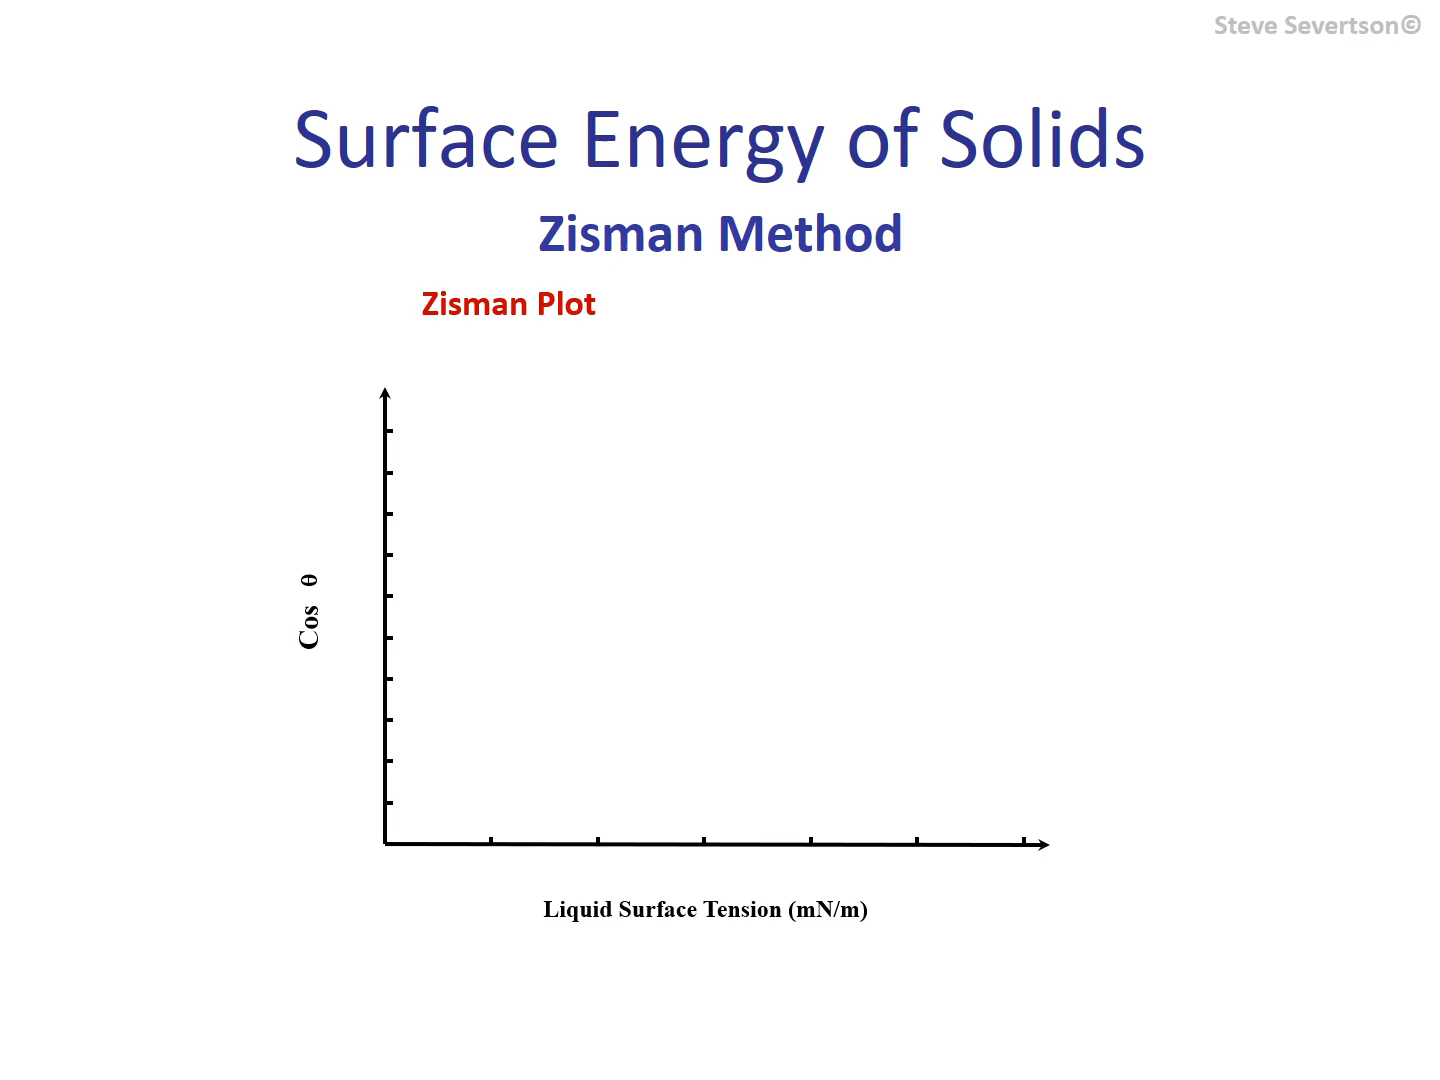 Steve Severtson©
Surface Energy of Solids
Zisman Method
Zisman Plot
Cos θ
Liquid Surface Tension (mN/m)